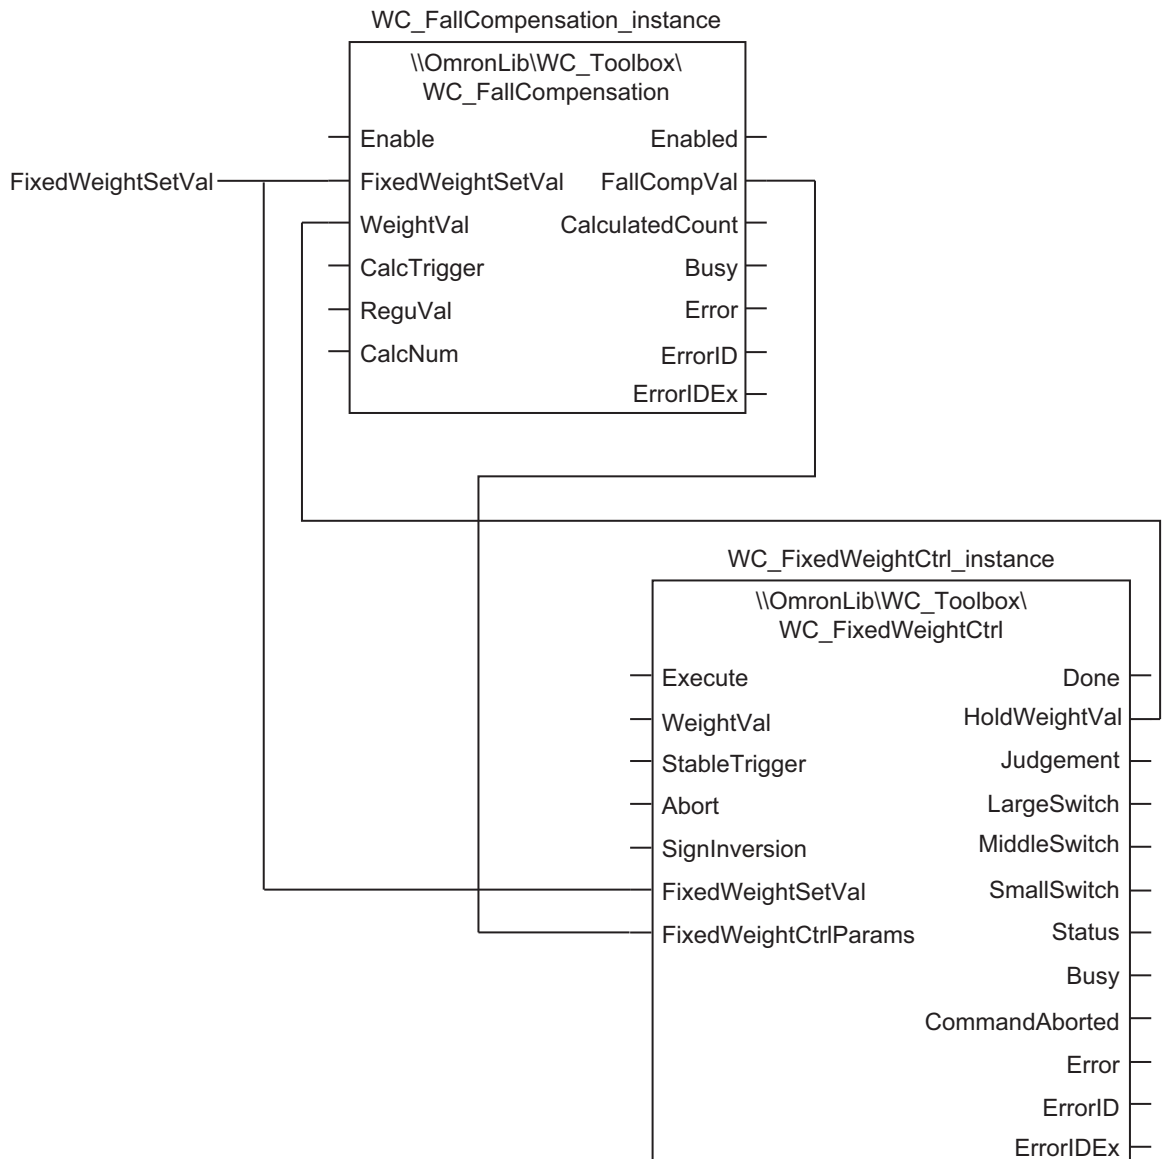 WC_FallCompensation_instance
\\OmronLib\WC_Toolbox\
WC_FallCompensation
Enable Enabled
FixedWeightSetVal FixedWeightSetVal FallCompVal
WeightVal CalculatedCount
CalcTrigger Busy
ReguVal Error
CalcNum ErrorID
ErrorIDEx
WC_FixedWeightCtrl_instance
\\OmronLib\WC_Toolbox\
WC_FixedWeightCtrl
Execute Done
WeightVal HoldWeightVal
StableTrigger Judgement
Abort LargeSwitch
SignInversion MiddleSwitch
FixedWeightSetVal SmallSwitch
FixedWeightCtrlParams Status
Busy
CommandAborted
Error
ErrorID
ErrorIDEx